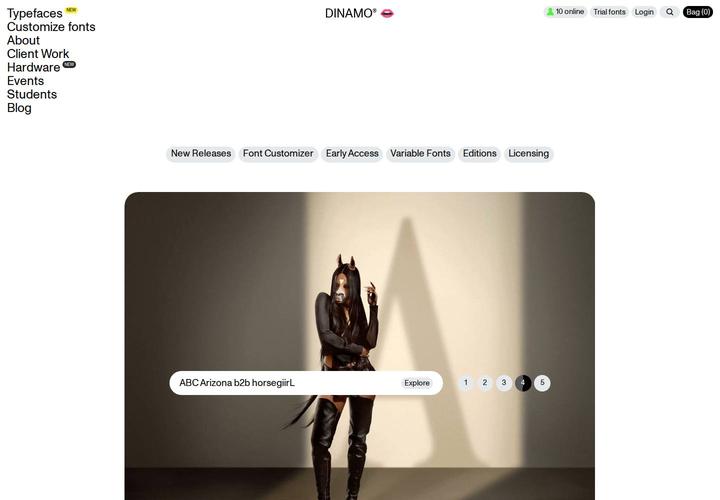 Typefaces NEW
Customize fonts
About
Client Work
Hardware NEW
Events
Students
Blog
DINAMO®
10 online
Trial fonts
Login
Bag (0)
New Releases
Font Customizer
Early Access
Variable Fonts
Editions
Licensing
A
ABC Arizona b2b horsegiirL
Explore
1
2
3
4
5